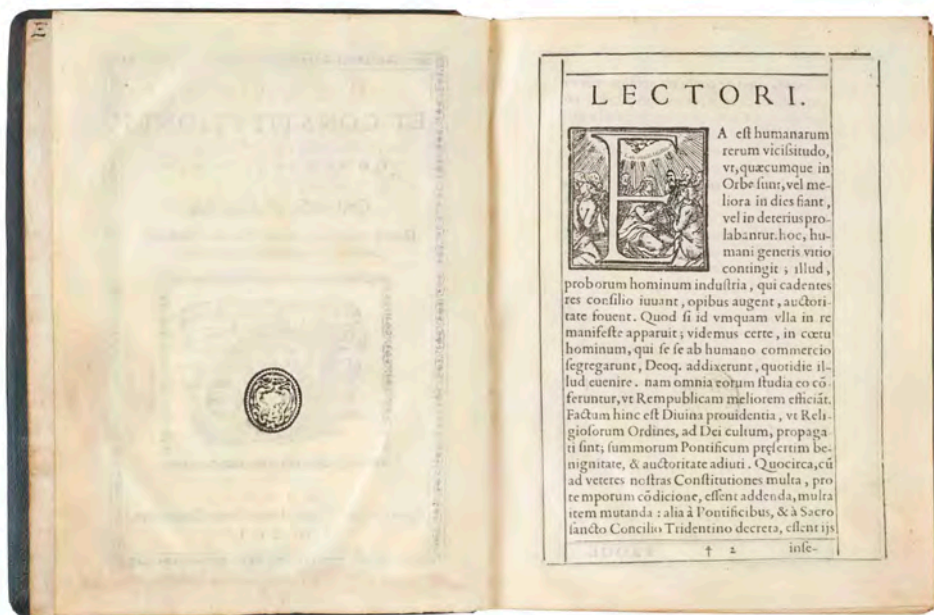 LECTORI.
EA est humanarum
rerum vicissitudo,
vt, quæcumque in
Orbe sunt, vel me-
liora in dies fiant,
vel in deterius pro-
labantur. hoc, hu-
mani generis vitio
contingit; illud,
proborum hominum industria, qui cadentes
res consilio iuuant, opibus augent, auctori-
tate fouent. Quod si id vmquam vlla in re
manifeste apparuit; videmus certe, in cœtu
hominum, qui se se ab humano commercio
segregarunt, Deoq. addixerunt, quotidie il-
lud euenire. nam omnia eorum studia eo cō-
feruntur, vt Rempublicam meliorem efficiāt.
Factum hinc est Diuina prouidentia, vt Reli-
giosorum Ordines, ad Dei cultum, propaga
ti sint; summorum Pontificum pręsertim be-
nignitate, & auctoritate adiuti. Quocirca, cū
ad veteres nostras Constitutiones multa, pro
temporum cōdicione, essent addenda, multa
item mutanda: alia à Pontificibus, & à Sacro
sancto Concilio Tridentino decreta, essent ijs
† 2 inse-